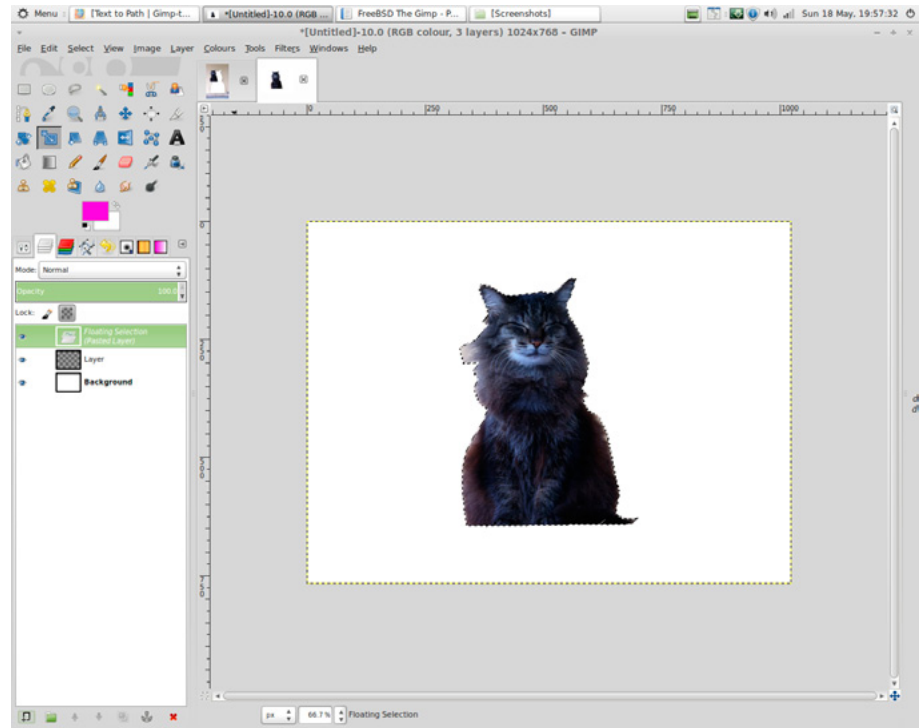 Menu [Text to Path | Gimp-t... *[Untitled]-10.0 (RGB ... FreeBSD The Gimp - P... [Screenshots] Sun 18 May, 19:57:32
*[Untitled]-10.0 (RGB colour, 3 layers) 1024x768 – GIMP
File Edit Select View Image Layer Colours Tools Filters Windows Help
0 250 500 750 1000
Mode: Normal
Opacity 100.0
Lock:
Floating Selection
(Pasted Layer)
Layer
Background
px 66.7% Floating Selection